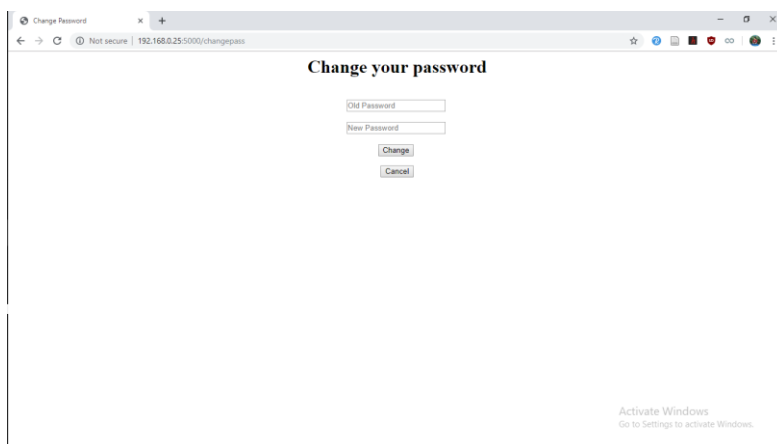 Change Password
Not secure | 192.168.0.25:5000/changepass
Change your password
Old Password
New Password
Change
Cancel
Activate Windows
Go to Settings to activate Windows.